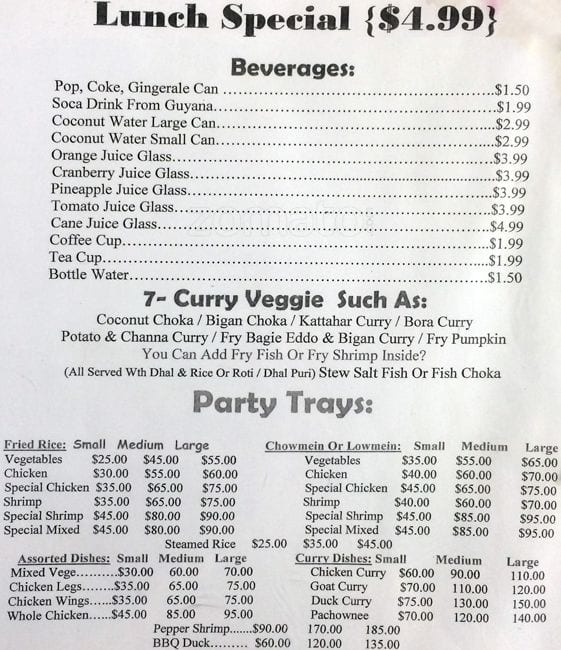 Lunch Special {$4.99}
Beverages:
Pop, Coke, Gingerale Can ........................................$1.50
Soca Drink From Guyana........................................$1.99
Coconut Water Large Can........................................$2.99
Coconut Water Small Can........................................$2.99
Orange Juice Glass........................................$3.99
Cranberry Juice Glass........................................$3.99
Pineapple Juice Glass........................................$3.99
Tomato Juice Glass........................................$3.99
Cane Juice Glass........................................$4.99
Coffee Cup........................................$1.99
Tea Cup........................................$1.99
Bottle Water........................................$1.50
zomato
7- Curry Veggie Such As:
Coconut Choka / Bigan Choka / Kattahar Curry / Bora Curry
Potato & Channa Curry / Fry Bagie Eddo & Bigan Curry / Fry Pumpkin
You Can Add Fry Fish Or Fry Shrimp Inside?
(All Served Wth Dhal & Rice Or Roti / Dhal Puri) Stew Salt Fish Or Fish Choka
Party Trays:
Fried Rice: Small Medium Large
Vegetables $25.00 $45.00 $55.00
Chicken $30.00 $55.00 $60.00
Special Chicken $35.00 $65.00 $75.00
Shrimp $35.00 $65.00 $75.00
Special Shrimp $45.00 $80.00 $90.00
Special Mixed $45.00 $80.00 $90.00
Chowmein Or Lowmein: Small Medium Large
Vegetables $35.00 $55.00 $65.00
Chicken $40.00 $60.00 $70.00
Special Chicken $45.00 $65.00 $75.00
Shrimp $40.00 $60.00 $70.00
Special Shrimp $45.00 $85.00 $95.00
Special Mixed $45.00 $85.00 $95.00
Steamed Rice $25.00 $35.00 $45.00
Assorted Dishes: Small Medium Large
Mixed Vege..........$30.00 60.00 70.00
Chicken Legs........$35.00 65.00 75.00
Chicken Wings......$35.00 65.00 75.00
Whole Chicken.....$45.00 85.00 95.00
Curry Dishes: Small Medium Large
Chicken Curry $60.00 90.00 110.00
Goat Curry $70.00 110.00 120.00
Duck Curry $75.00 130.00 150.00
Pachownee $70.00 120.00 140.00
Pepper Shrimp.......$90.00 170.00 185.00
BBQ Duck......... $60.00 120.00 135.00